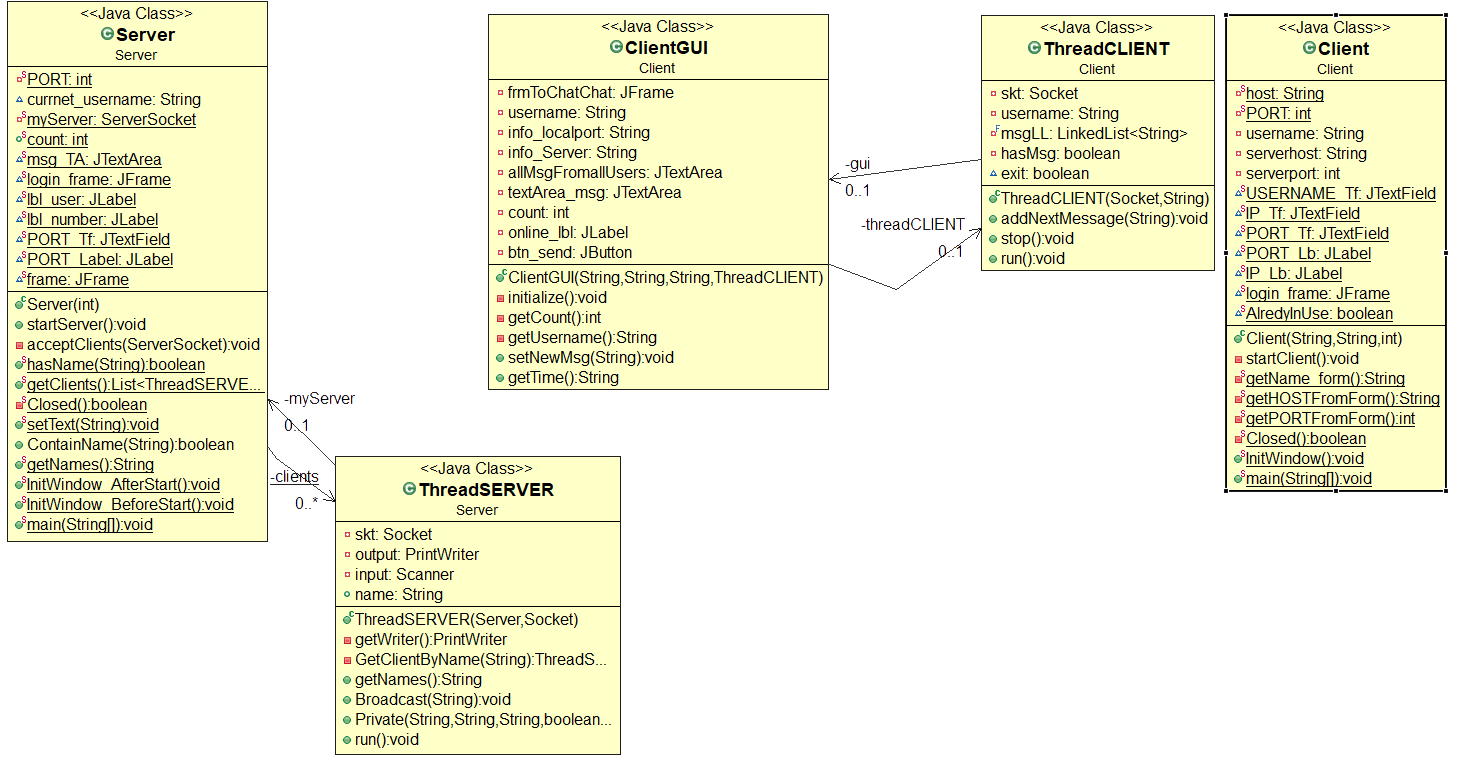 <<Java Class>>
Server
Server
PORT: int
currnet_username: String
myServer: ServerSocket
count: int
msg_TA: JTextArea
login_frame: JFrame
lbl_user: JLabel
lbl_number: JLabel
PORT_Tf: JTextField
PORT_Label: JLabel
frame: JFrame
Server(int)
startServer():void
acceptClients(ServerSocket):void
hasName(String):boolean
getClients():List<ThreadSERVE...
Closed():boolean
setText(String):void
ContainName(String):boolean
getNames():String
InitWindow_AfterStart():void
InitWindow_BeforeStart():void
main(String[]):void
-myServer
0..1
-clients
0..*
<<Java Class>>
ThreadSERVER
Server
skt: Socket
output: PrintWriter
input: Scanner
name: String
ThreadSERVER(Server,Socket)
getWriter():PrintWriter
GetClientByName(String):ThreadS...
getNames():String
Broadcast(String):void
Private(String,String,String,boolean...
run():void
<<Java Class>>
ClientGUI
Client
frmToChatChat: JFrame
username: String
info_localport: String
info_Server: String
allMsgFromallUsers: JTextArea
textArea_msg: JTextArea
count: int
online_lbl: JLabel
btn_send: JButton
ClientGUI(String,String,String,ThreadCLIENT)
initialize():void
getCount():int
getUsername():String
setNewMsg(String):void
getTime():String
-gui
0..1
-threadCLIENT
0..1
<<Java Class>>
ThreadCLIENT
Client
skt: Socket
username: String
msgLL: LinkedList<String>
hasMsg: boolean
exit: boolean
ThreadCLIENT(Socket,String)
addNextMessage(String):void
stop():void
run():void
<<Java Class>>
Client
Client
host: String
PORT: int
username: String
serverhost: String
serverport: int
USERNAME_Tf: JTextField
IP_Tf: JTextField
PORT_Tf: JTextField
PORT_Lb: JLabel
IP_Lb: JLabel
login_frame: JFrame
AlredyInUse: boolean
Client(String,String,int)
startClient():void
getName_form():String
getHOSTFromForm():String
getPORTFromForm():int
Closed():boolean
InitWindow():void
main(String[]):void